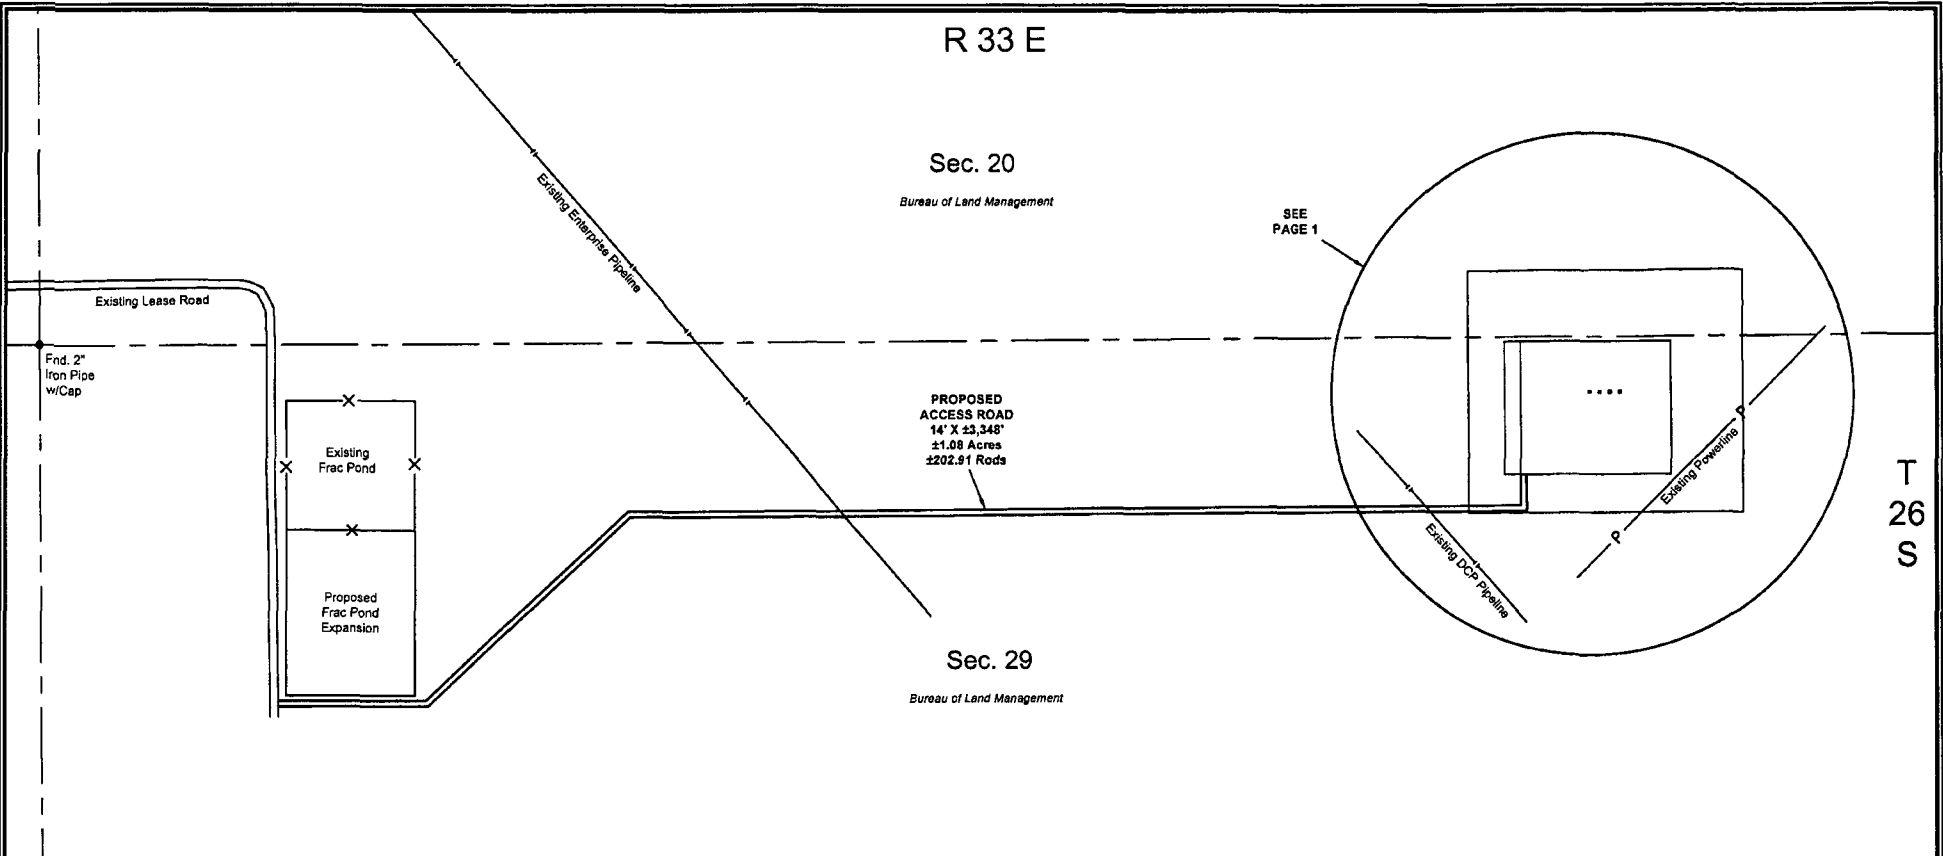 R 33 E
Sec. 20
Bureau of Land Management
Existing Enterprise Pipeline
SEE
PAGE 1
Existing Lease Road
Fnd. 2"
Iron Pipe
w/Cap
Existing
Frac Pond
PROPOSED
ACCESS ROAD
14' X ±3,348'
±1.08 Acres
±202.91 Rods
P
Existing Powerline
P
Existing DCP Pipeline
T
26
S
Proposed
Frac Pond
Expansion
Sec. 29
Bureau of Land Management